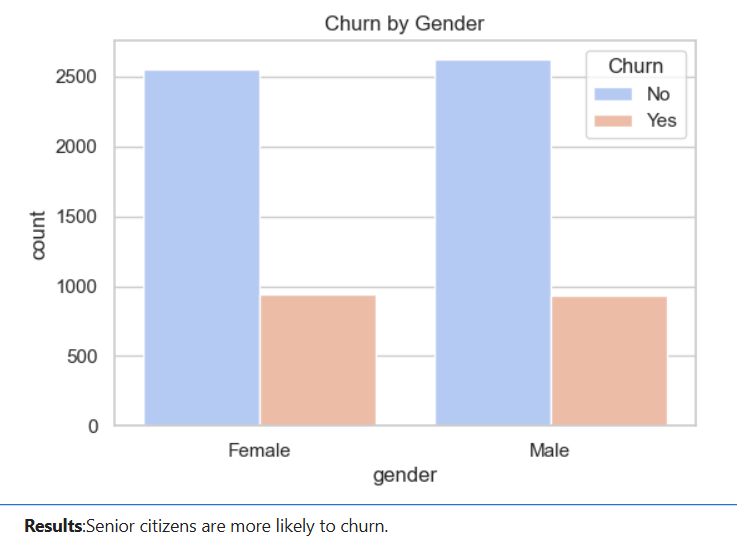 Churn by Gender
Churn
No
Yes
2500
2000
1500
1000
500
0
count
Female
Male
gender
Results:Senior citizens are more likely to churn.